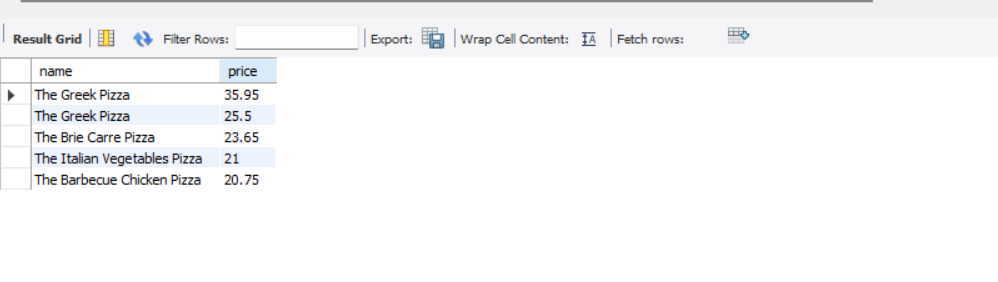 Result Grid Filter Rows: Export: Wrap Cell Content: IA Fetch rows:
name price
The Greek Pizza 35.95
The Greek Pizza 25.5
The Brie Carre Pizza 23.65
The Italian Vegetables Pizza 21
The Barbecue Chicken Pizza 20.75